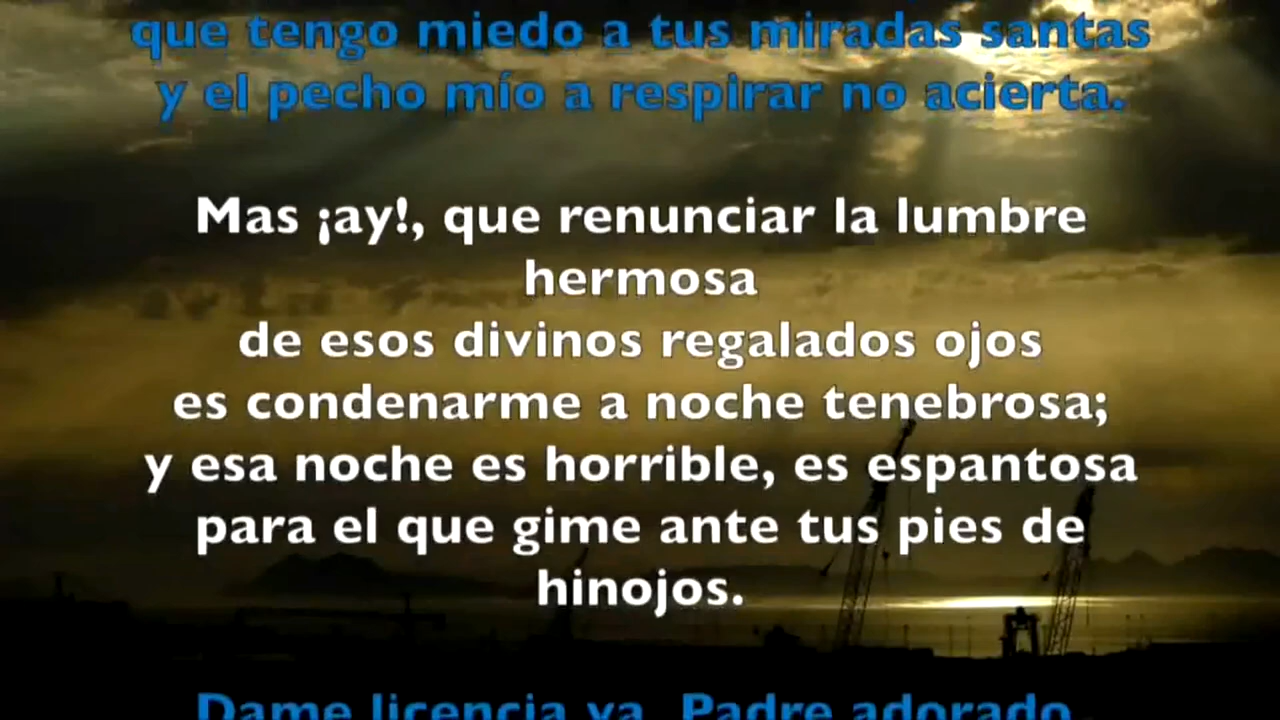 que tengo miedo a tus miradas santas
y el pecho mío a respirar no acierta.
Mas ¡ay!, que renunciar la lumbre
hermosa
de esos divinos regalados ojos
es condenarme a noche tenebrosa;
y esa noche es horrible, es espantosa
para el que gime ante tus pies de
hinojos.
Dame licencia ya, Padre adorado,